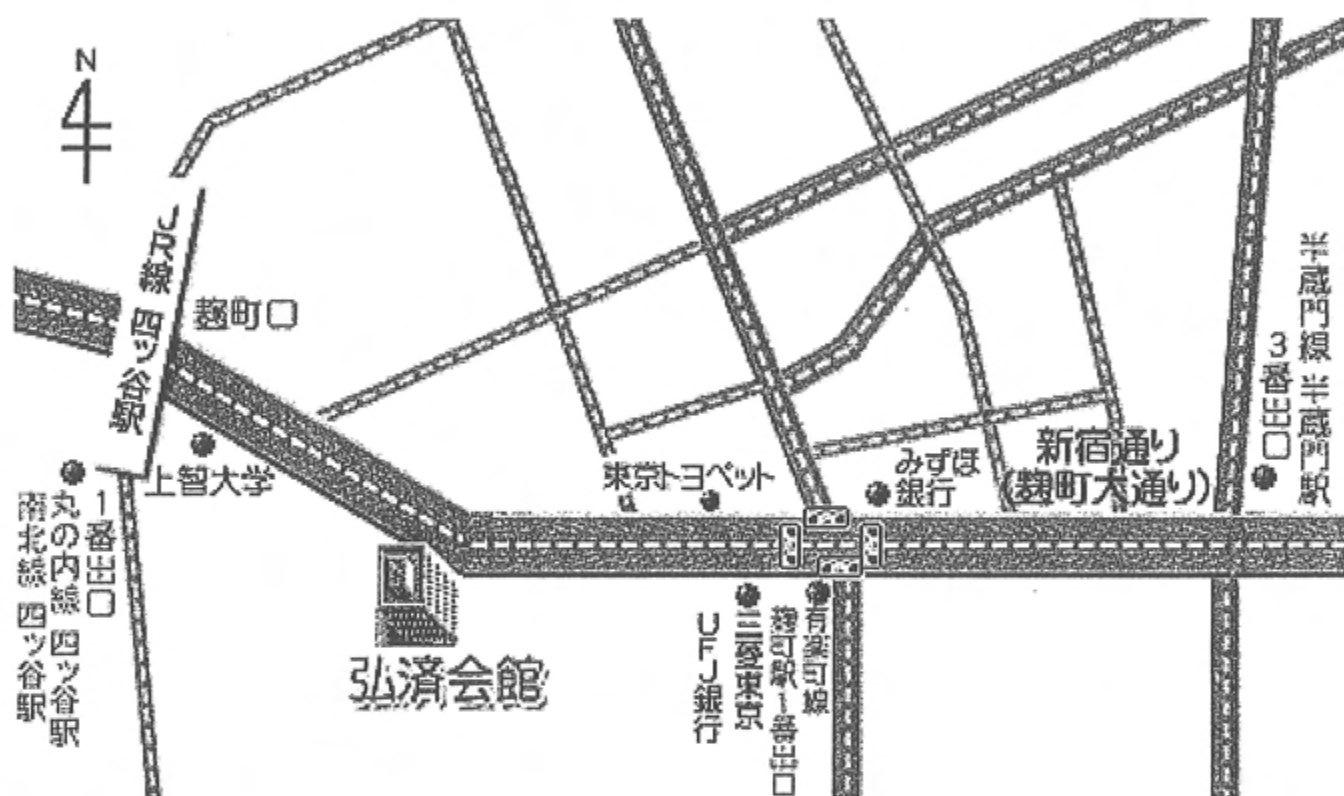 N
JR線 四ッ谷駅
麹町口
上智大学
1番出口
丸の内線 四ッ谷駅
南北線 四ッ谷駅
弘済会館
東京トヨペット
みずほ
銀行
新宿通り
(麹町大通り)
半蔵門線 半蔵門駅
3番出口
有楽町線
麹町駅1番出口
三菱東京
UFJ銀行